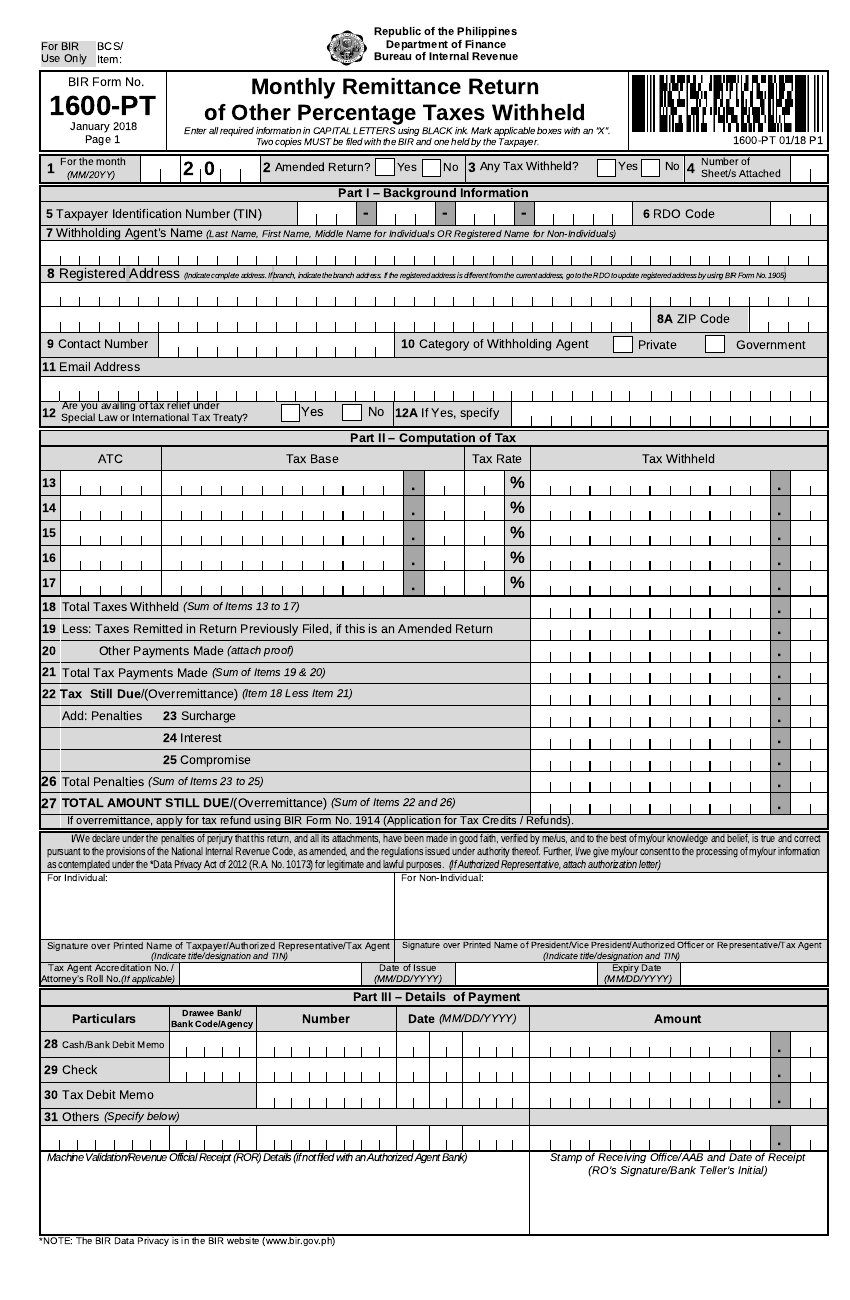 Republic of the Philippines
Department of Finance
Bureau of Internal Revenue
For BIR Use Only
BCS/ Item:
BIR Form No.
1600-PT
January 2018
Page 1
Monthly Remittance Return
of Other Percentage Taxes Withheld
Enter all required information in CAPITAL LETTERS using BLACK ink. Mark applicable boxes with an "X".
Two copies MUST be filed with the BIR and one held by the Taxpayer.
1600-PT 01/18 P1
1 For the month (MM/20YY) 2 0 2 Amended Return? Yes No 3 Any Tax Withheld? Yes No 4 Number of Sheet/s Attached
Part I – Background Information
5 Taxpayer Identification Number (TIN) - - - 6 RDO Code
7 Withholding Agent's Name (Last Name, First Name, Middle Name for Individuals OR Registered Name for Non-Individuals)
8 Registered Address (Indicate complete address. If branch, indicate the branch address. If the registered address is different from the current address, go to the RDO to update registered address by using BIR Form No. 1905)
8A ZIP Code
9 Contact Number 10 Category of Withholding Agent Private Government
11 Email Address
12 Are you availing of tax relief under Special Law or International Tax Treaty? Yes No 12A If Yes, specify
Part II – Computation of Tax
ATC Tax Base Tax Rate Tax Withheld
13 . % .
14 . % .
15 . % .
16 . % .
17 . % .
18 Total Taxes Withheld (Sum of Items 13 to 17) .
19 Less: Taxes Remitted in Return Previously Filed, if this is an Amended Return .
20 Other Payments Made (attach proof) .
21 Total Tax Payments Made (Sum of Items 19 & 20) .
22 Tax Still Due/(Overremittance) (Item 18 Less Item 21) .
Add: Penalties 23 Surcharge .
24 Interest .
25 Compromise .
26 Total Penalties (Sum of Items 23 to 25) .
27 TOTAL AMOUNT STILL DUE/(Overremittance) (Sum of Items 22 and 26) .
If overremittance, apply for tax refund using BIR Form No. 1914 (Application for Tax Credits / Refunds).
I/We declare under the penalties of perjury that this return, and all its attachments, have been made in good faith, verified by me/us, and to the best of my/our knowledge and belief, is true and correct
pursuant to the provisions of the National Internal Revenue Code, as amended, and the regulations issued under authority thereof. Further, I/we give my/our consent to the processing of my/our information
as contemplated under the *Data Privacy Act of 2012 (R.A. No. 10173) for legitimate and lawful purposes. (If Authorized Representative, attach authorization letter)
For Individual: For Non-Individual:
Signature over Printed Name of Taxpayer/Authorized Representative/Tax Agent
(Indicate title/designation and TIN)
Signature over Printed Name of President/Vice President/Authorized Officer or Representative/Tax Agent
(Indicate title/designation and TIN)
Tax Agent Accreditation No. /
Attorney's Roll No.(If applicable)
Date of Issue
(MM/DD/YYYY)
Expiry Date
(MM/DD/YYYY)
Part III – Details of Payment
Particulars Drawee Bank/ Bank Code/Agency Number Date (MM/DD/YYYY) Amount
28 Cash/Bank Debit Memo .
29 Check .
30 Tax Debit Memo .
31 Others (Specify below)
.
Machine Validation/Revenue Official Receipt (ROR) Details (if not filed with an Authorized Agent Bank)
Stamp of Receiving Office/AAB and Date of Receipt
(RO's Signature/Bank Teller's Initial)
*NOTE: The BIR Data Privacy is in the BIR website (www.bir.gov.ph)